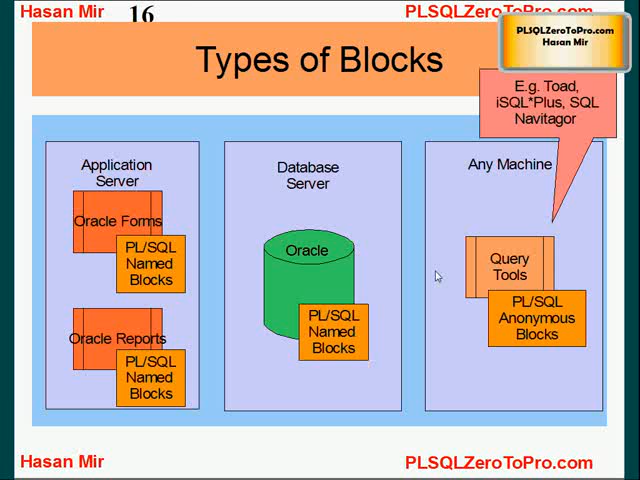 Hasan Mir
16
PLSQLZeroToPro.com
PLSQLZeroToPro.com
Hasan Mir
Types of Blocks
E.g. Toad,
iSQL*Plus, SQL
Navitagor
Application
Server
Oracle Forms
PL/SQL
Named
Blocks
Oracle Reports
PL/SQL
Named
Blocks
Database
Server
Oracle
PL/SQL
Named
Blocks
Any Machine
Query
Tools
PL/SQL
Anonymous
Blocks
Hasan Mir
PLSQLZeroToPro.com